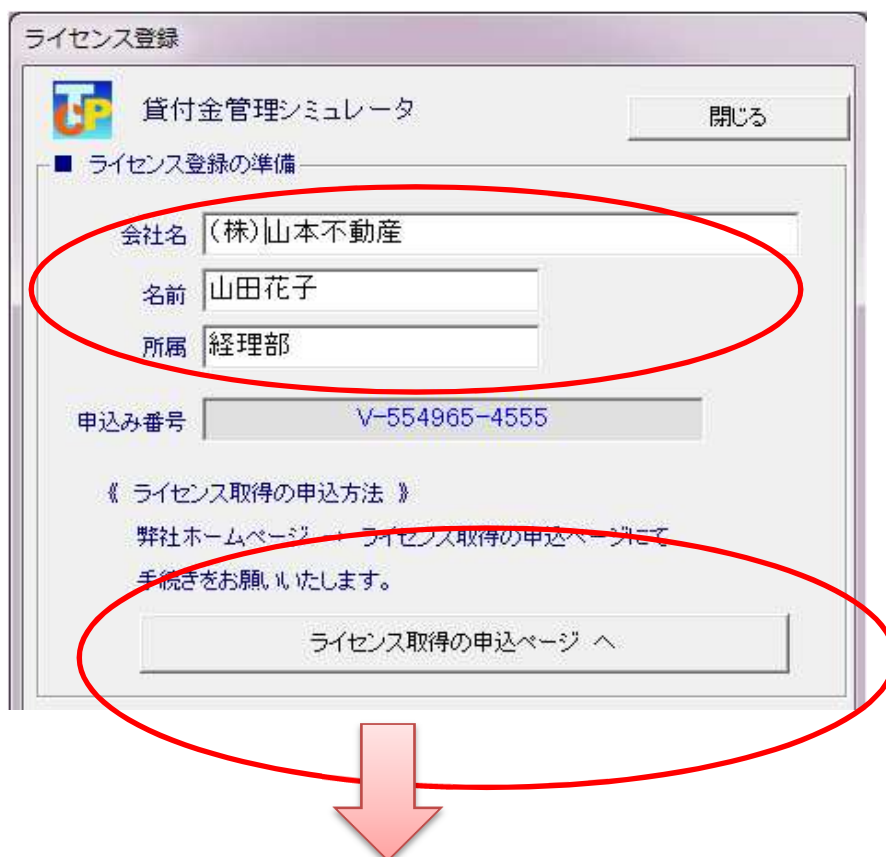 ライセンス登録
TCP
貸付金管理シミュレータ
閉じる
■ ライセンス登録の準備
会社名 (株)山本不動産
名前 山田花子
所属 経理部
申込み番号 V-554965-4555
《 ライセンス取得の申込方法 》
弊社ホームページ → ライセンス取得の申込ページにて
手続きをお願いいたします。
ライセンス取得の申込ページ へ